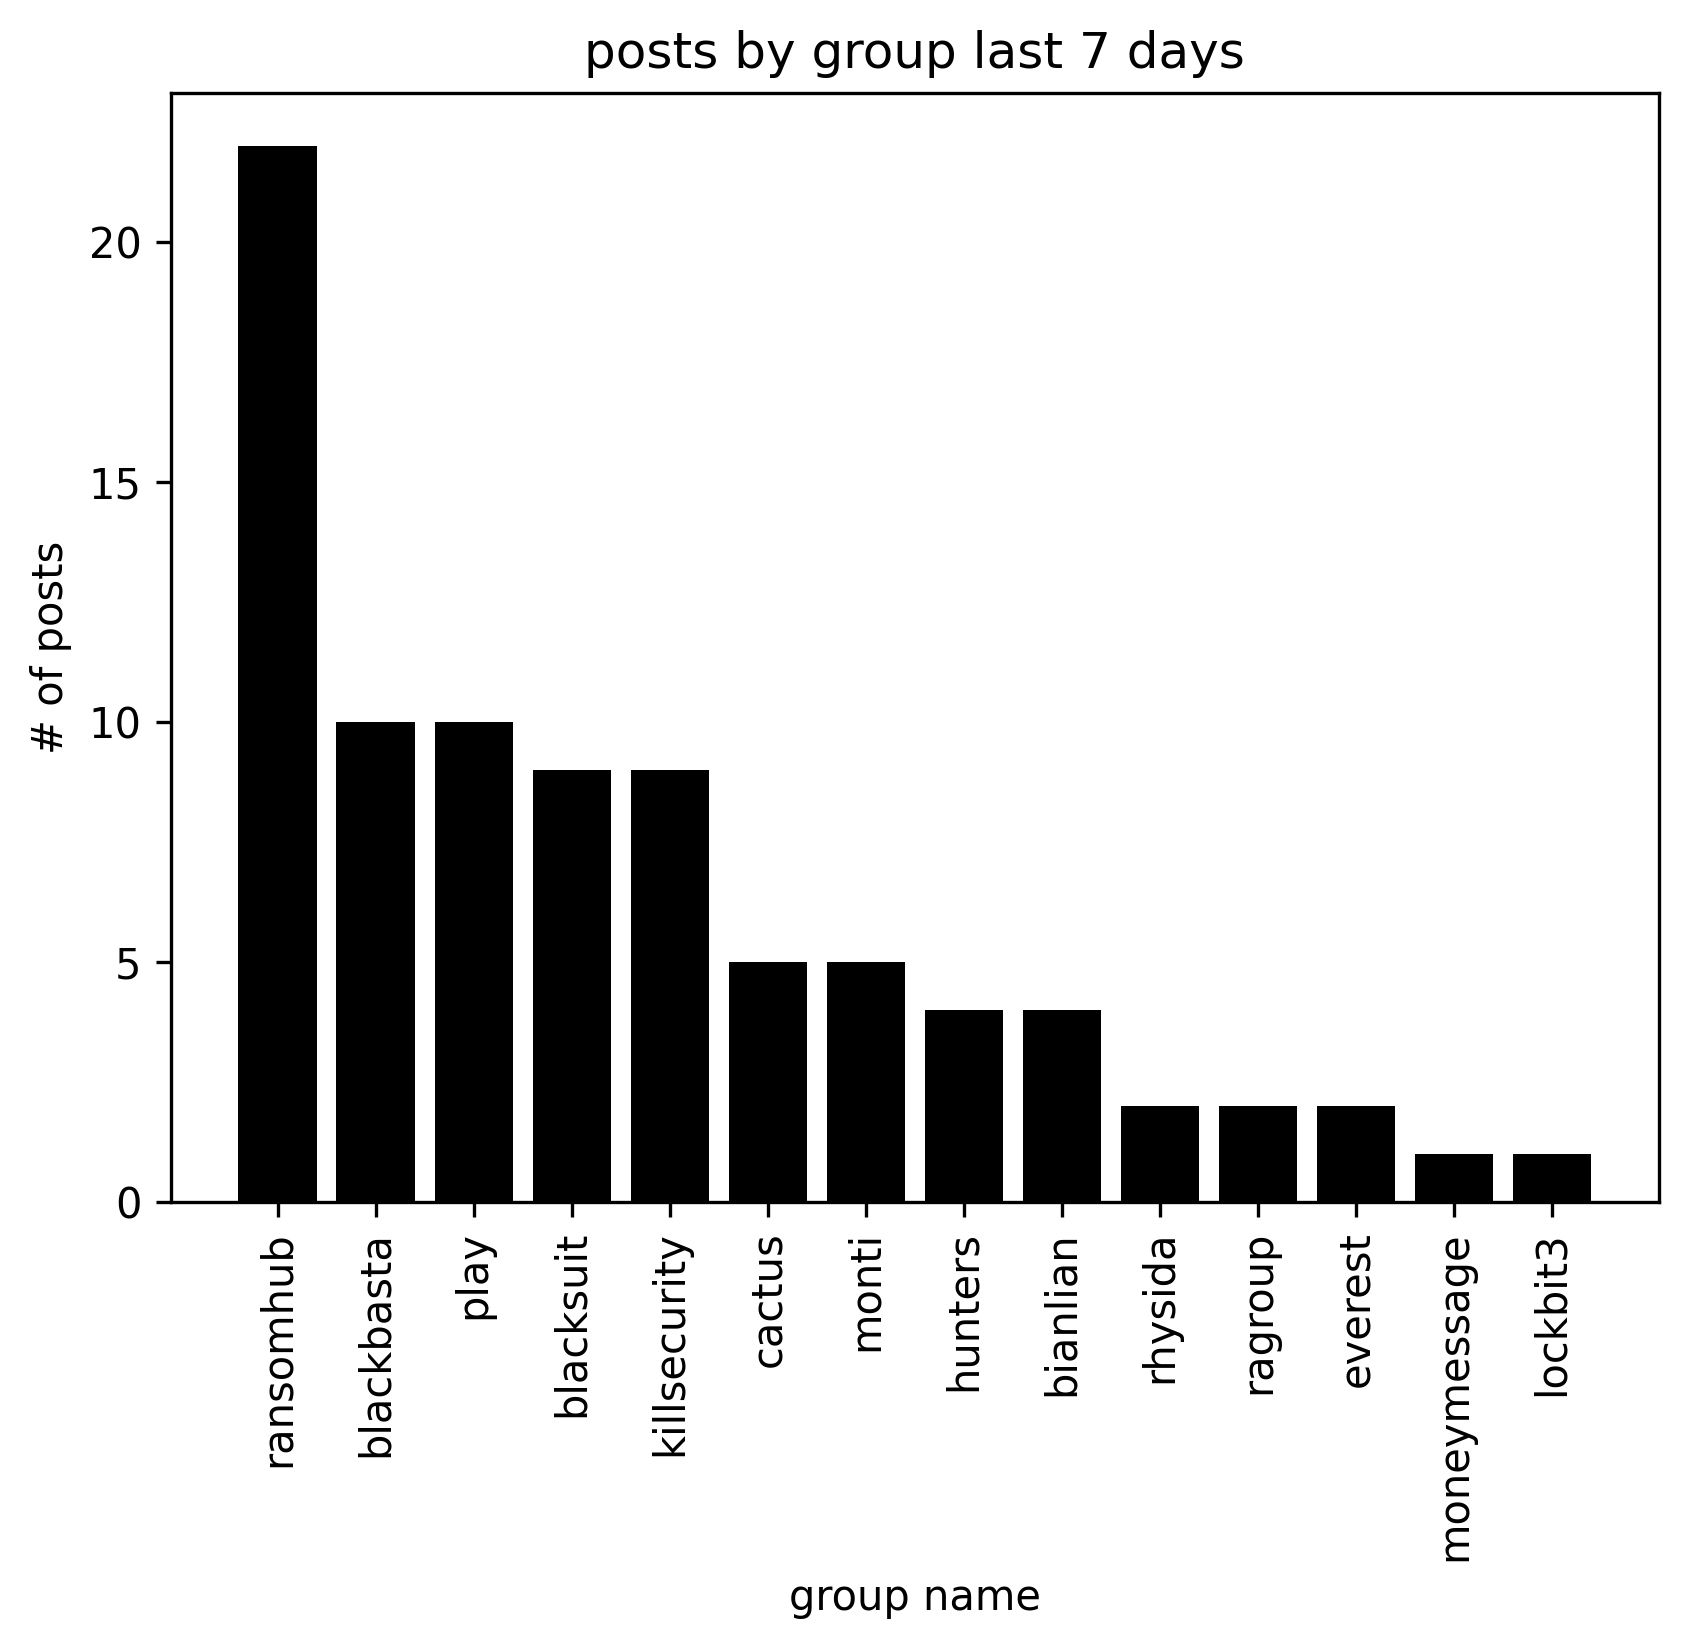 posts by group last 7 days
# of posts
20
15
10
5
0
ransomhub
blackbasta
play
blacksuit
killsecurity
cactus
monti
hunters
bianlian
rhysida
ragroup
everest
moneymessage
lockbit3
group name